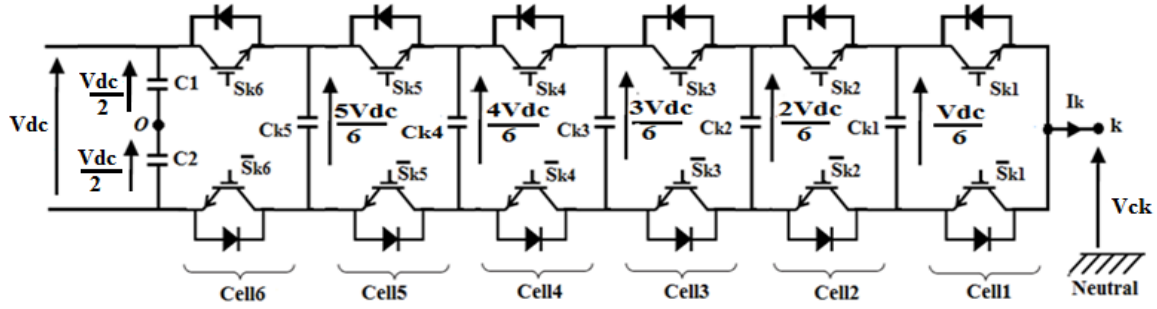 Sk6 Sk5 Sk4 Sk3 Sk2 Sk1
Vdc
Vdc/2 C1
O
Vdc/2 C2
Ck5 5Vdc/6 Ck4 4Vdc/6 Ck3 3Vdc/6 Ck2 2Vdc/6 Ck1 Vdc/6
Ik
k
S̅k6 S̅k5 S̅k4 S̅k3 S̅k2 S̅k1
Vck
Neutral
Cell6 Cell5 Cell4 Cell3 Cell2 Cell1